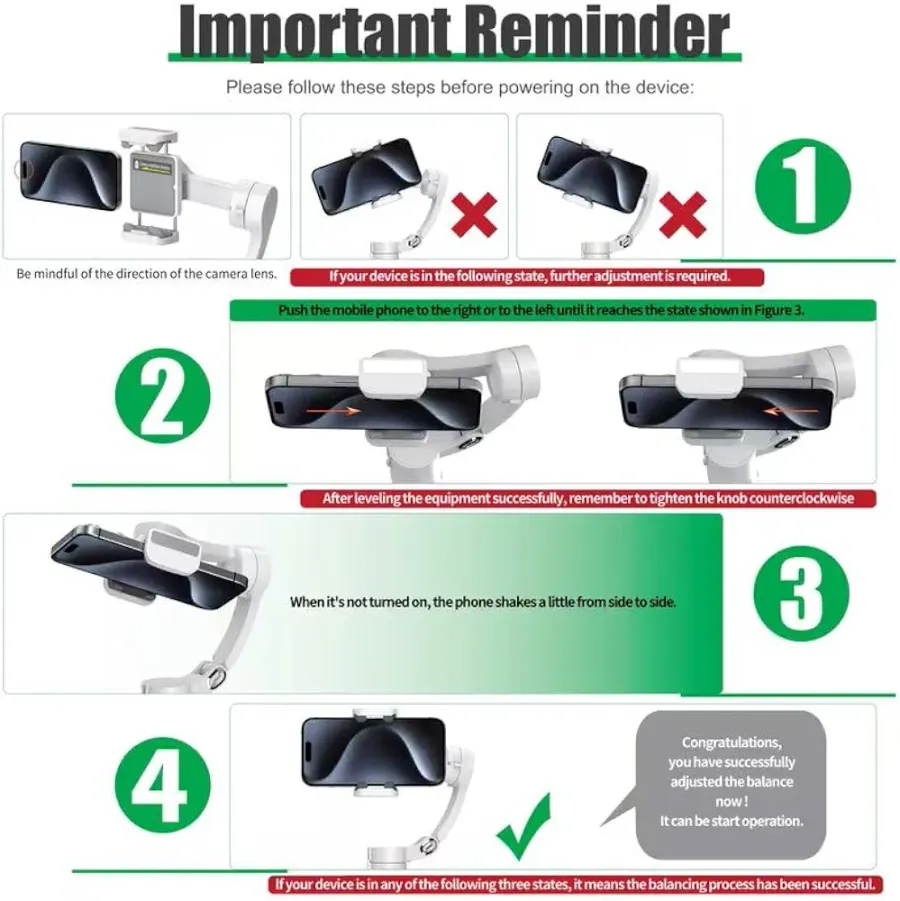 Important Reminder
Please follow these steps before powering on the device:
1
Be mindful of the direction of the camera lens.
If your device is in the following state, further adjustment is required.
Push the mobile phone to the right or to the left until it reaches the state shown in Figure 3.
2
After leveling the equipment successfully, remember to tighten the knob counterclockwise
When it's not turned on, the phone shakes a little from side to side.
3
4
Congratulations,
you have successfully
adjusted the balance
now !
It can be start operation.
If your device is in any of the following three states, it means the balancing process has been successful.